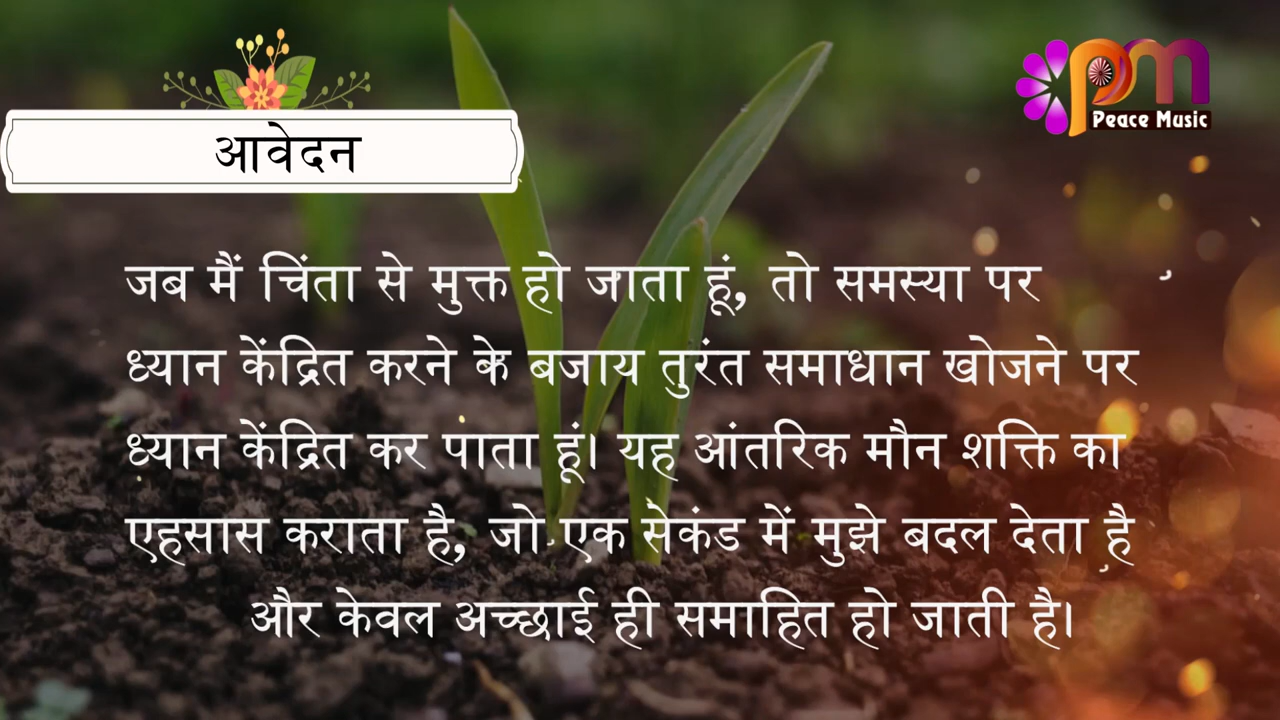 आवेदन
pm
Peace Music
जब मैं चिंता से मुक्त हो जाता हूं, तो समस्या पर
ध्यान केंद्रित करने के बजाय तुरंत समाधान खोजने पर
ध्यान केंद्रित कर पाता हूं। यह आंतरिक मौन शक्ति का
एहसास कराता है, जो एक सेकंड में मुझे बदल देता है
और केवल अच्छाई ही समाहित हो जाती है।